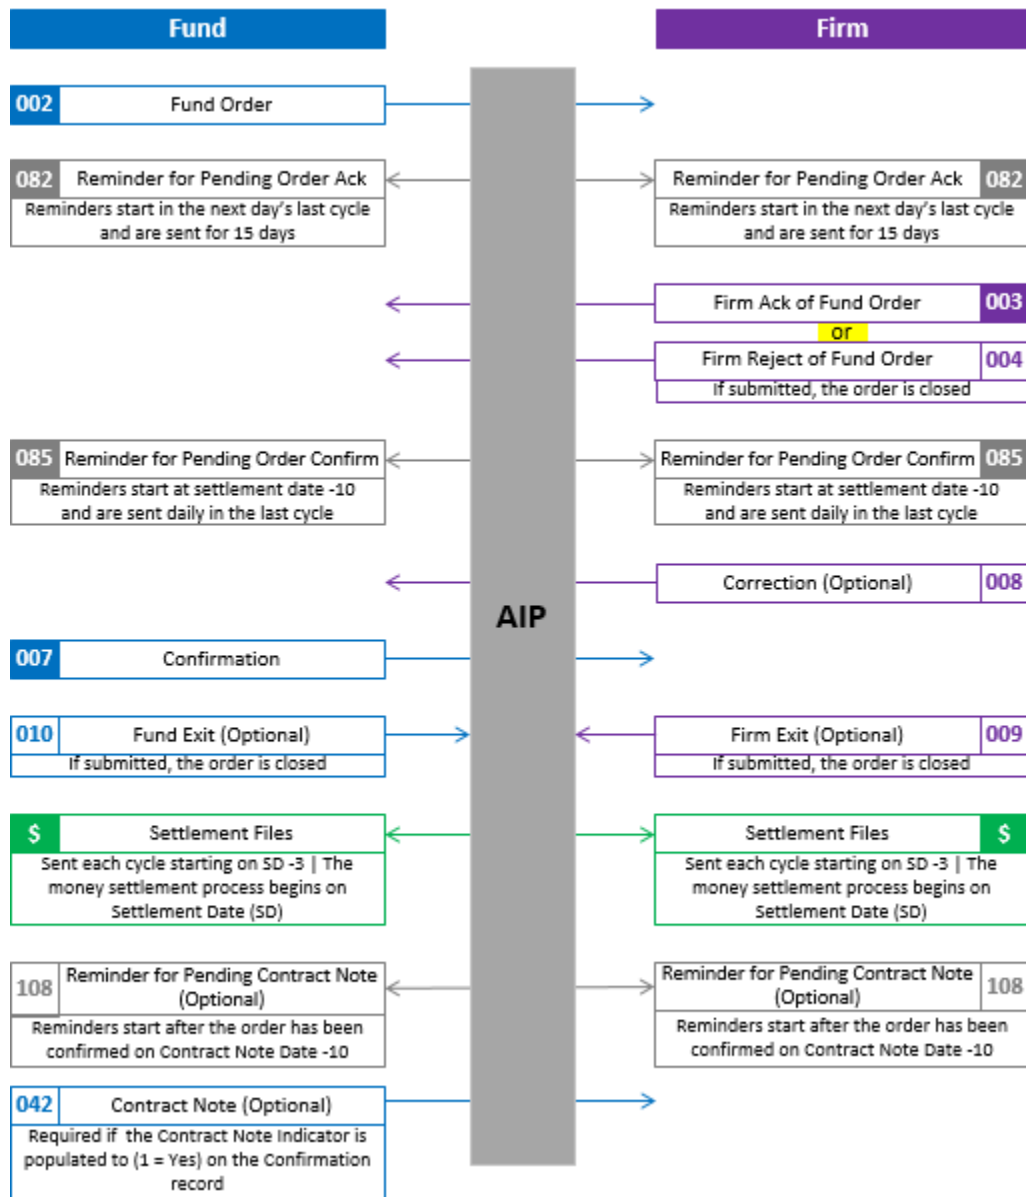 Fund
Firm
002 Fund Order
082 Reminder for Pending Order Ack
Reminders start in the next day's last cycle
and are sent for 15 days
Reminder for Pending Order Ack 082
Reminders start in the next day's last cycle
and are sent for 15 days
Firm Ack of Fund Order 003
or
Firm Reject of Fund Order 004
If submitted, the order is closed
085 Reminder for Pending Order Confirm
Reminders start at settlement date -10
and are sent daily in the last cycle
Reminder for Pending Order Confirm 085
Reminders start at settlement date -10
and are sent daily in the last cycle
Correction (Optional) 008
AIP
007 Confirmation
010 Fund Exit (Optional)
If submitted, the order is closed
Firm Exit (Optional) 009
If submitted, the order is closed
$ Settlement Files
Sent each cycle starting on SD -3 | The
money settlement process begins on
Settlement Date (SD)
Settlement Files $
Sent each cycle starting on SD -3 | The
money settlement process begins on
Settlement Date (SD)
108 Reminder for Pending Contract Note
(Optional)
Reminders start after the order has been
confirmed on Contract Note Date -10
Reminder for Pending Contract Note
(Optional) 108
Reminders start after the order has been
confirmed on Contract Note Date -10
042 Contract Note (Optional)
Required if the Contract Note Indicator is
populated to (1 = Yes) on the Confirmation
record